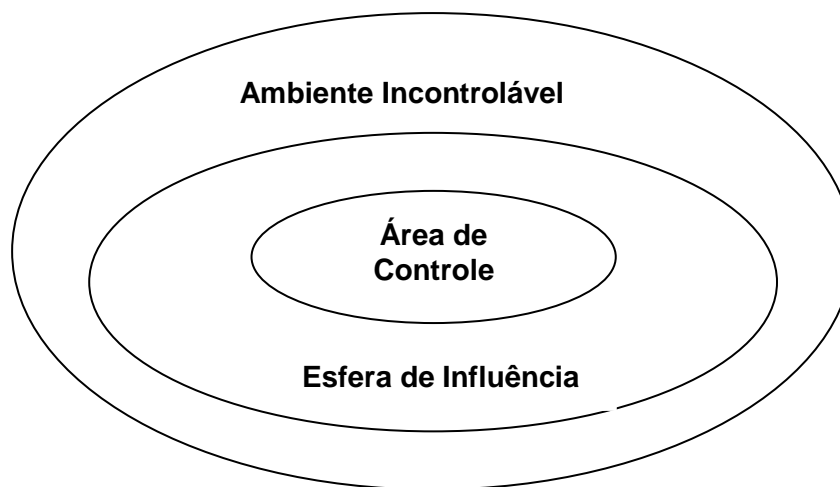 Ambiente Incontrolável
Área de
Controle
Esfera de Influência